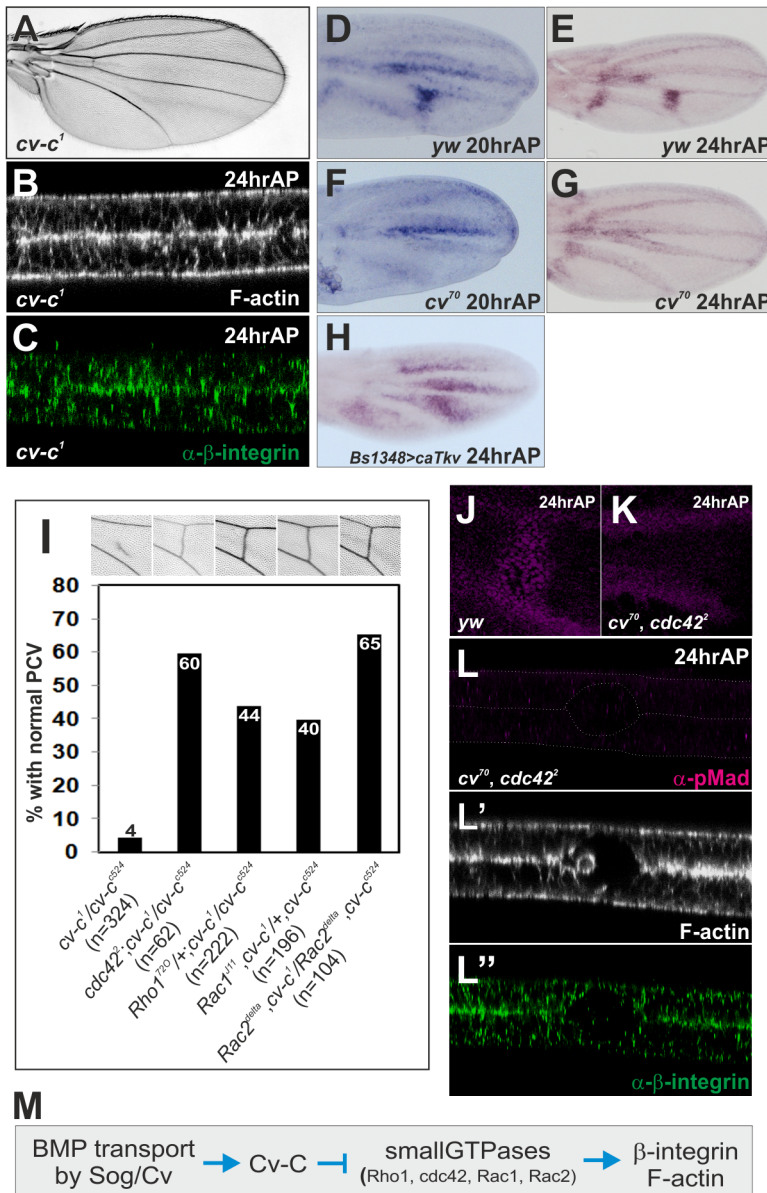 A
cv-c¹
B
24hrAP
cv-c¹
F-actin
C
24hrAP
cv-c¹
α-β-integrin
D
yw 20hrAP
E
yw 24hrAP
F
cv⁷⁰ 20hrAP
G
cv⁷⁰ 24hrAP
H
Bs1348>caTkv 24hrAP
I
% with normal PCV
80
70
60
50
40
30
20
10
0
4
60
44
40
65
cv-c¹/cv-c^c524
(n=324)
cdc42²;cv-c¹/cv-c^c524
(n=62)
Rho1^72O/+;cv-c¹/cv-c^c524
(n=222)
Rac1^J11,cv-c¹/+,cv-c^c524
(n=196)
Rac2^delta,cv-c¹/Rac2^delta,cv-c^c524
(n=104)
J
24hrAP
yw
K
24hrAP
cv⁷⁰, cdc42²
L
24hrAP
cv⁷⁰, cdc42²
α-pMad
L’
F-actin
L’’
α-β-integrin
M
BMP transport
by Sog/Cv
Cv-C
smallGTPases
(Rho1, cdc42, Rac1, Rac2)
β-integrin
F-actin